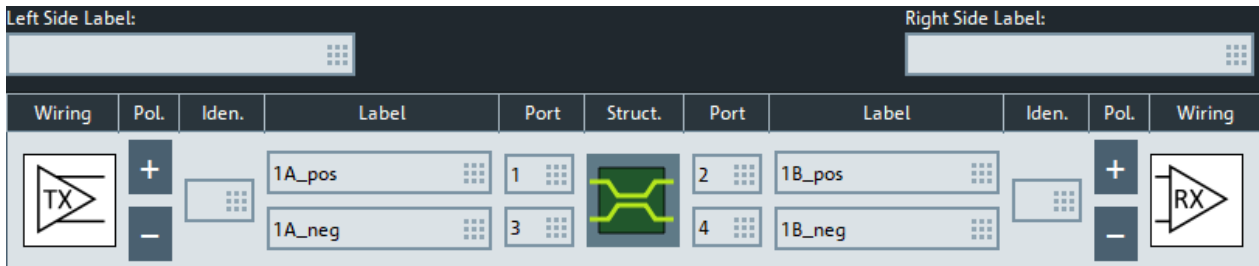 Left Side Label: Right Side Label:
Wiring Pol. Iden. Label Port Struct. Port Label Iden. Pol. Wiring
+ 1A_pos 1 2 1B_pos +
TX RX
− 1A_neg 3 4 1B_neg −